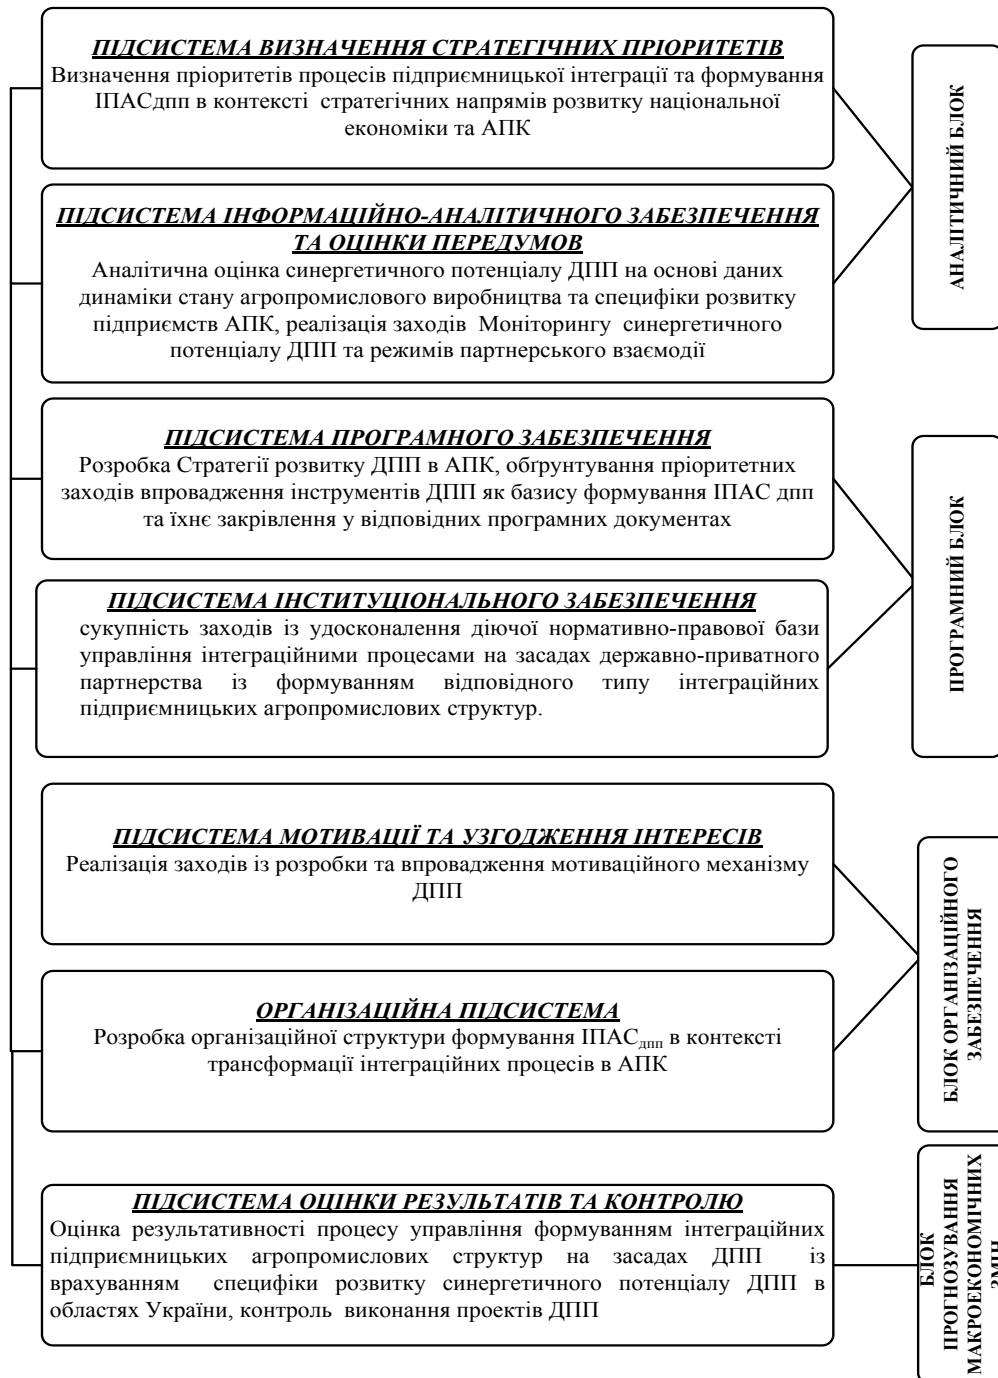 ПІДСИСТЕМА ВИЗНАЧЕННЯ СТРАТЕГІЧНИХ ПРІОРИТЕТІВ
Визначення пріоритетів процесів підприємницької інтеграції та формування
ІПАСдпп в контексті стратегічних напрямів розвитку національної
економіки та АПК
ПІДСИСТЕМА ІНФОРМАЦІЙНО-АНАЛІТИЧНОГО ЗАБЕЗПЕЧЕННЯ
ТА ОЦІНКИ ПЕРЕДУМОВ
Аналітична оцінка синергетичного потенціалу ДПП на основі даних
динаміки стану агропромислового виробництва та специфіки розвитку
підприємств АПК, реалізація заходів Моніторингу синергетичного
потенціалу ДПП та режимів партнерського взаємодії
АНАЛІТИЧНИЙ БЛОК
ПІДСИСТЕМА ПРОГРАМНОГО ЗАБЕЗПЕЧЕННЯ
Розробка Стратегії розвитку ДПП в АПК, обґрунтування пріоритетних
заходів впровадження інструментів ДПП як базису формування ІПАС дпп
та їхнє закрівлення у відповідних програмних документах
ПІДСИСТЕМА ІНСТИТУЦІОНАЛЬНОГО ЗАБЕЗПЕЧЕННЯ
сукупність заходів із удосконалення діючої нормативно-правової бази
управління інтеграційними процесами на засадах державно-приватного
партнерства із формуванням відповідного типу інтеграційних
підприємницьких агропромислових структур.
ПРОГРАМНИЙ БЛОК
ПІДСИСТЕМА МОТИВАЦІЇ ТА УЗГОДЖЕННЯ ІНТЕРЕСІВ
Реалізація заходів із розробки та впровадження мотиваційного механізму
ДПП
ОРГАНІЗАЦІЙНА ПІДСИСТЕМА
Розробка організаційної структури формування ІПАСдпп в контексті
трансформації інтеграційних процесів в АПК
БЛОК ОРГАНІЗАЦІЙНОГО
ЗАБЕЗПЕЧЕННЯ
ПІДСИСТЕМА ОЦІНКИ РЕЗУЛЬТАТІВ ТА КОНТРОЛЮ
Оцінка результативності процесу управління формуванням інтеграційних
підприємницьких агропромислових структур на засадах ДПП із
врахуванням специфіки розвитку синергетичного потенціалу ДПП в
областях України, контроль виконання проектів ДПП
БЛОК
ПРОГНОЗУВАННЯ
МАКРОЕКОНОМІЧНИХ
ЗМІН